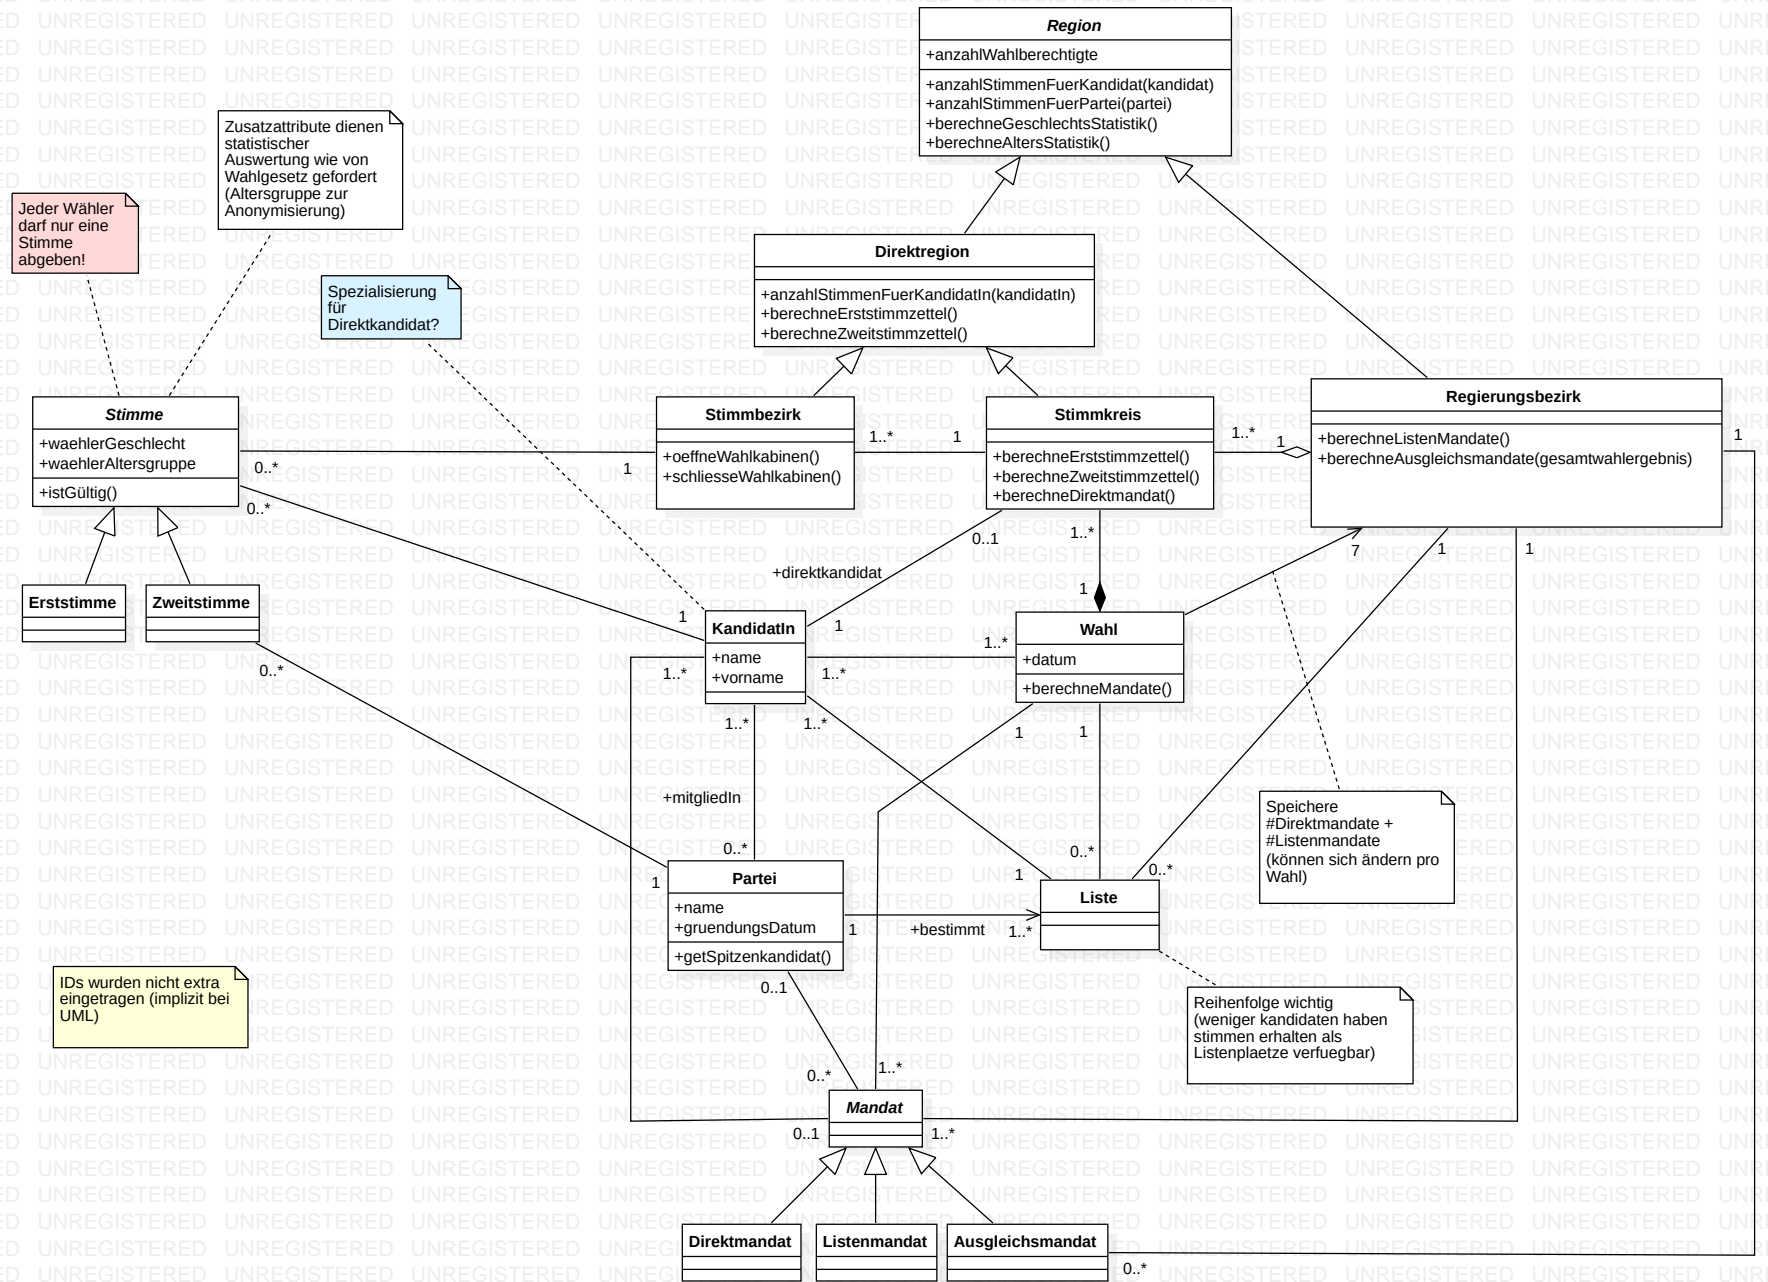 Region
+anzahlWahlberechtigte
+anzahlStimmenFuerKandidat(kandidat)
+anzahlStimmenFuerPartei(partei)
+berechneGeschlechtsStatistik()
+berechneAltersStatistik()
Zusatzattribute dienen
statistischer
Auswertung wie von
Wahlgesetz gefordert
(Altersgruppe zur
Anonymisierung)
Jeder Wähler
darf nur eine
Stimme
abgeben!
Spezialisierung
für
Direktkandidat?
Direktregion
+anzahlStimmenFuerKandidatIn(kandidatIn)
+berechneErststimmzettel()
+berechneZweitstimmzettel()
Stimme
+waehlerGeschlecht
+waehlerAltersgruppe
+istGültig()
0..*
1
0..*
Stimmbezirk
+oeffneWahlkabinen()
+schliesseWahlkabinen()
1..*
1
Stimmkreis
+berechneErststimmzettel()
+berechneZweitstimmzettel()
+berechneDirektmandat()
1..*
1
Regierungsbezirk
+berechneListenMandate()
+berechneAusgleichsmandate(gesamtwahlergebnis)
1
0..1
1..*
7
1
1
Erststimme
Zweitstimme
0..*
+direktkandidat
1
1
1
KandidatIn
+name
+vorname
1..*
1..*
1..*
Wahl
+datum
+berechneMandate()
1..*
1..*
1
1
+mitgliedIn
0..*
0..*
0..*
1
1
Speichere
#Direktmandate +
#Listenmandate
(können sich ändern pro
Wahl)
Partei
+name
+gruendungsDatum
+getSpitzenkandidat()
1
+bestimmt
1..*
Liste
IDs wurden nicht extra
eingetragen (implizit bei
UML)
Reihenfolge wichtig
(weniger kandidaten haben
stimmen erhalten als
Listenplaetze verfuegbar)
0..1
0..*
1..*
Mandat
0..1
1..*
Direktmandat
Listenmandat
Ausgleichsmandat
0..*
UNREGISTERED